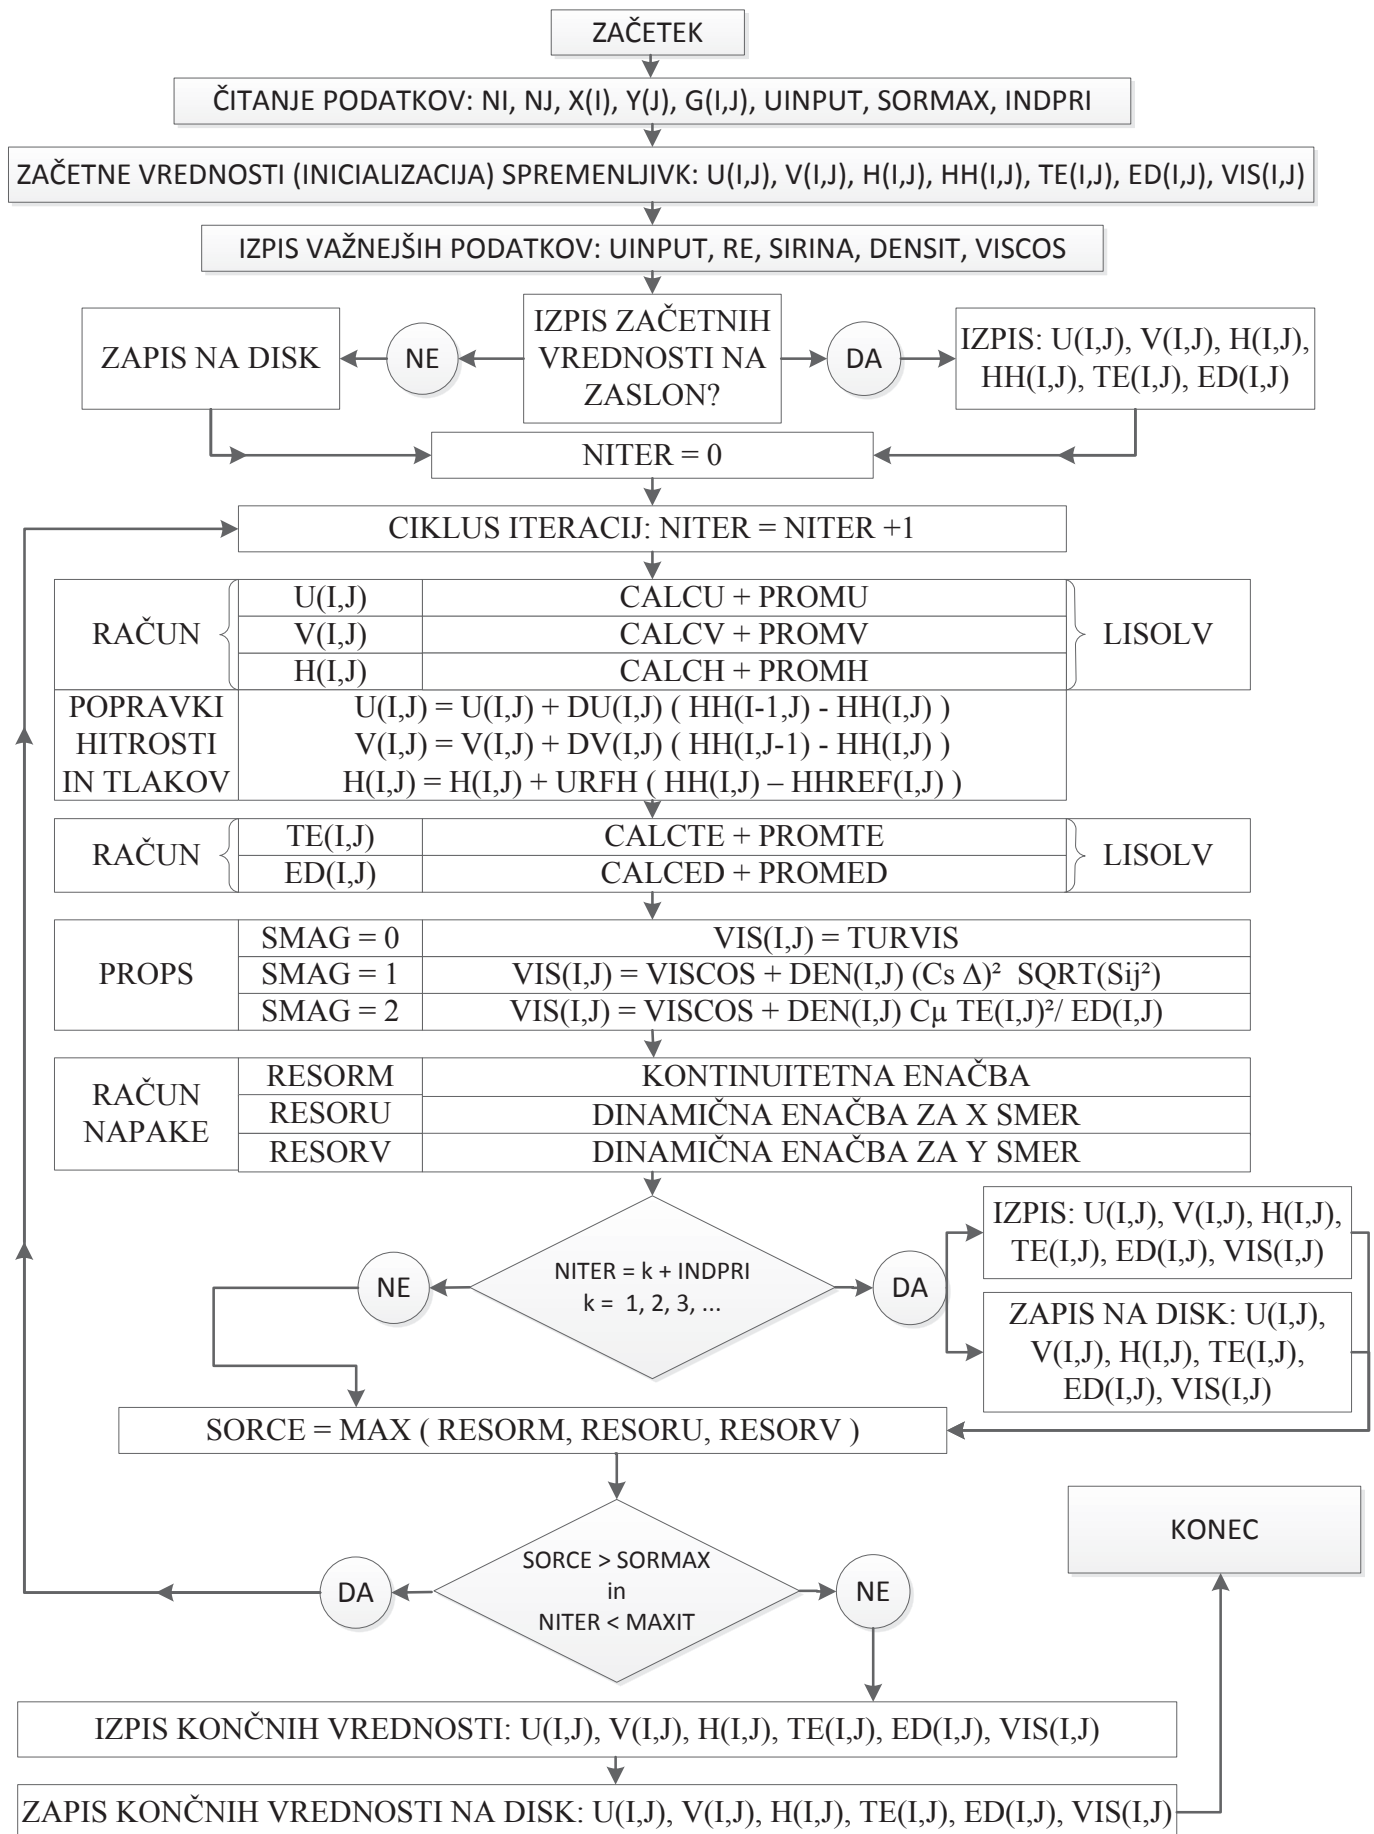 ZAČETEK
ČITANJE PODATKOV: NI, NJ, X(I), Y(J), G(I,J), UINPUT, SORMAX, INDPRI
ZAČETNE VREDNOSTI (INICIALIZACIJA) SPREMENLJIVK: U(I,J), V(I,J), H(I,J), HH(I,J), TE(I,J), ED(I,J), VIS(I,J)
IZPIS VAŽNEJŠIH PODATKOV: UINPUT, RE, SIRINA, DENSIT, VISCOS
ZAPIS NA DISK
NE
IZPIS ZAČETNIH
VREDNOSTI NA
ZASLON?
DA
IZPIS: U(I,J), V(I,J), H(I,J),
HH(I,J), TE(I,J), ED(I,J)
NITER = 0
CIKLUS ITERACIJ: NITER = NITER +1
RAČUN
U(I,J) CALCU + PROMU
V(I,J) CALCV + PROMV
H(I,J) CALCH + PROMH
LISOLV
POPRAVKI
HITROSTI
IN TLAKOV
U(I,J) = U(I,J) + DU(I,J) ( HH(I-1,J) - HH(I,J) )
V(I,J) = V(I,J) + DV(I,J) ( HH(I,J-1) - HH(I,J) )
H(I,J) = H(I,J) + URFH ( HH(I,J) – HHREF(I,J) )
RAČUN
TE(I,J) CALCTE + PROMTE
ED(I,J) CALCED + PROMED
LISOLV
PROPS
SMAG = 0 VIS(I,J) = TURVIS
SMAG = 1 VIS(I,J) = VISCOS + DEN(I,J) (Cs Δ)² SQRT(Sij²)
SMAG = 2 VIS(I,J) = VISCOS + DEN(I,J) Cμ TE(I,J)²/ ED(I,J)
RAČUN
NAPAKE
RESORM KONTINUITETNA ENAČBA
RESORU DINAMIČNA ENAČBA ZA X SMER
RESORV DINAMIČNA ENAČBA ZA Y SMER
NE
NITER = k + INDPRI
k = 1, 2, 3, ...
DA
IZPIS: U(I,J), V(I,J), H(I,J),
TE(I,J), ED(I,J), VIS(I,J)
ZAPIS NA DISK: U(I,J),
V(I,J), H(I,J), TE(I,J),
ED(I,J), VIS(I,J)
SORCE = MAX ( RESORM, RESORU, RESORV )
KONEC
DA
SORCE > SORMAX
in
NITER < MAXIT
NE
IZPIS KONČNIH VREDNOSTI: U(I,J), V(I,J), H(I,J), TE(I,J), ED(I,J), VIS(I,J)
ZAPIS KONČNIH VREDNOSTI NA DISK: U(I,J), V(I,J), H(I,J), TE(I,J), ED(I,J), VIS(I,J)